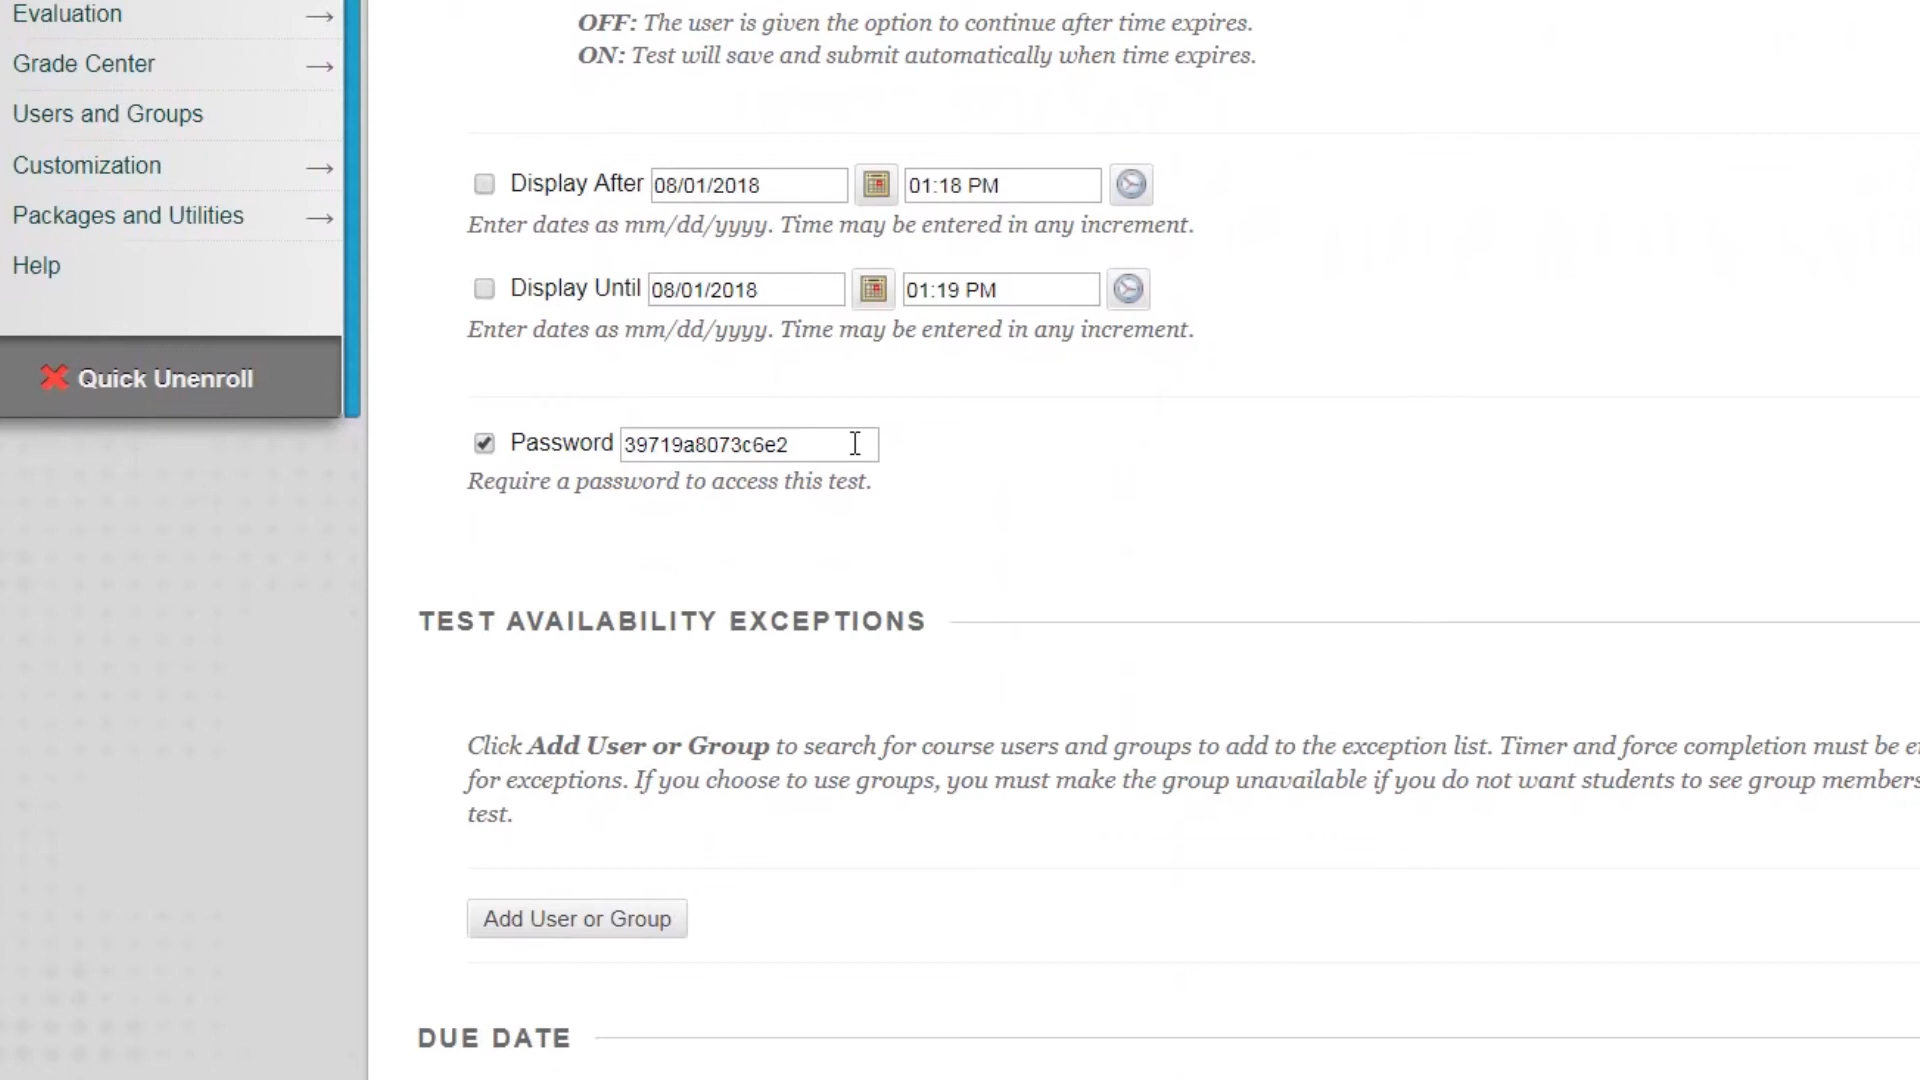 Evaluation
Grade Center
Users and Groups
Customization
Packages and Utilities
Help
Quick Unenroll
OFF: The user is given the option to continue after time expires.
ON: Test will save and submit automatically when time expires.
Display After 08/01/2018 01:18 PM
Enter dates as mm/dd/yyyy. Time may be entered in any increment.
Display Until 08/01/2018 01:19 PM
Enter dates as mm/dd/yyyy. Time may be entered in any increment.
Password 39719a8073c6e2
Require a password to access this test.
TEST AVAILABILITY EXCEPTIONS
Click Add User or Group to search for course users and groups to add to the exception list. Timer and force completion must be
for exceptions. If you choose to use groups, you must make the group unavailable if you do not want students to see group members
test.
Add User or Group
DUE DATE